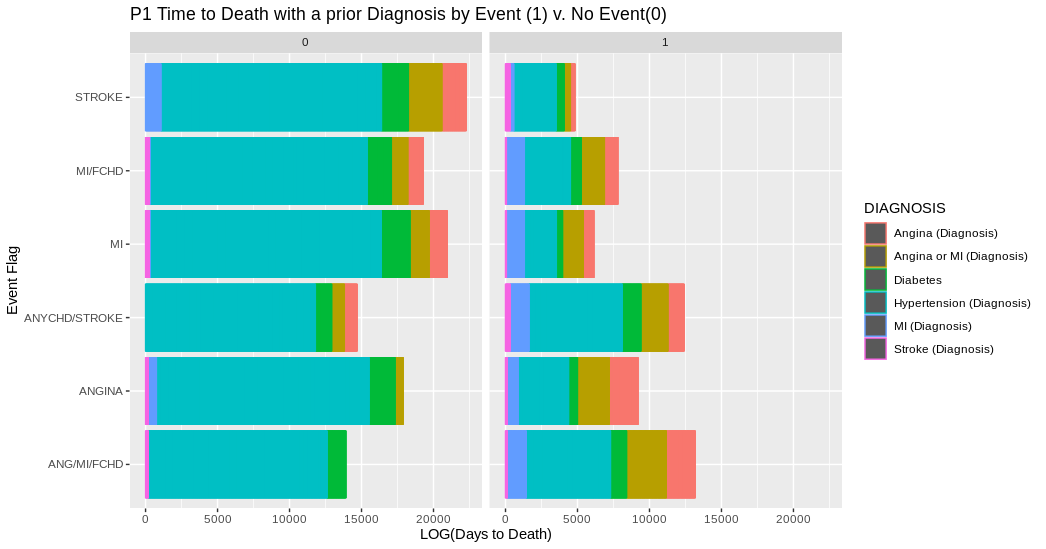 P1 Time to Death with a prior Diagnosis by Event (1) v. No Event(0)
0
1
STROKE
MI/FCHD
MI
ANYCHD/STROKE
ANGINA
ANG/MI/FCHD
Event Flag
0 5000 10000 15000 20000
0 5000 10000 15000 20000
LOG(Days to Death)
DIAGNOSIS
Angina (Diagnosis)
Angina or MI (Diagnosis)
Diabetes
Hypertension (Diagnosis)
MI (Diagnosis)
Stroke (Diagnosis)